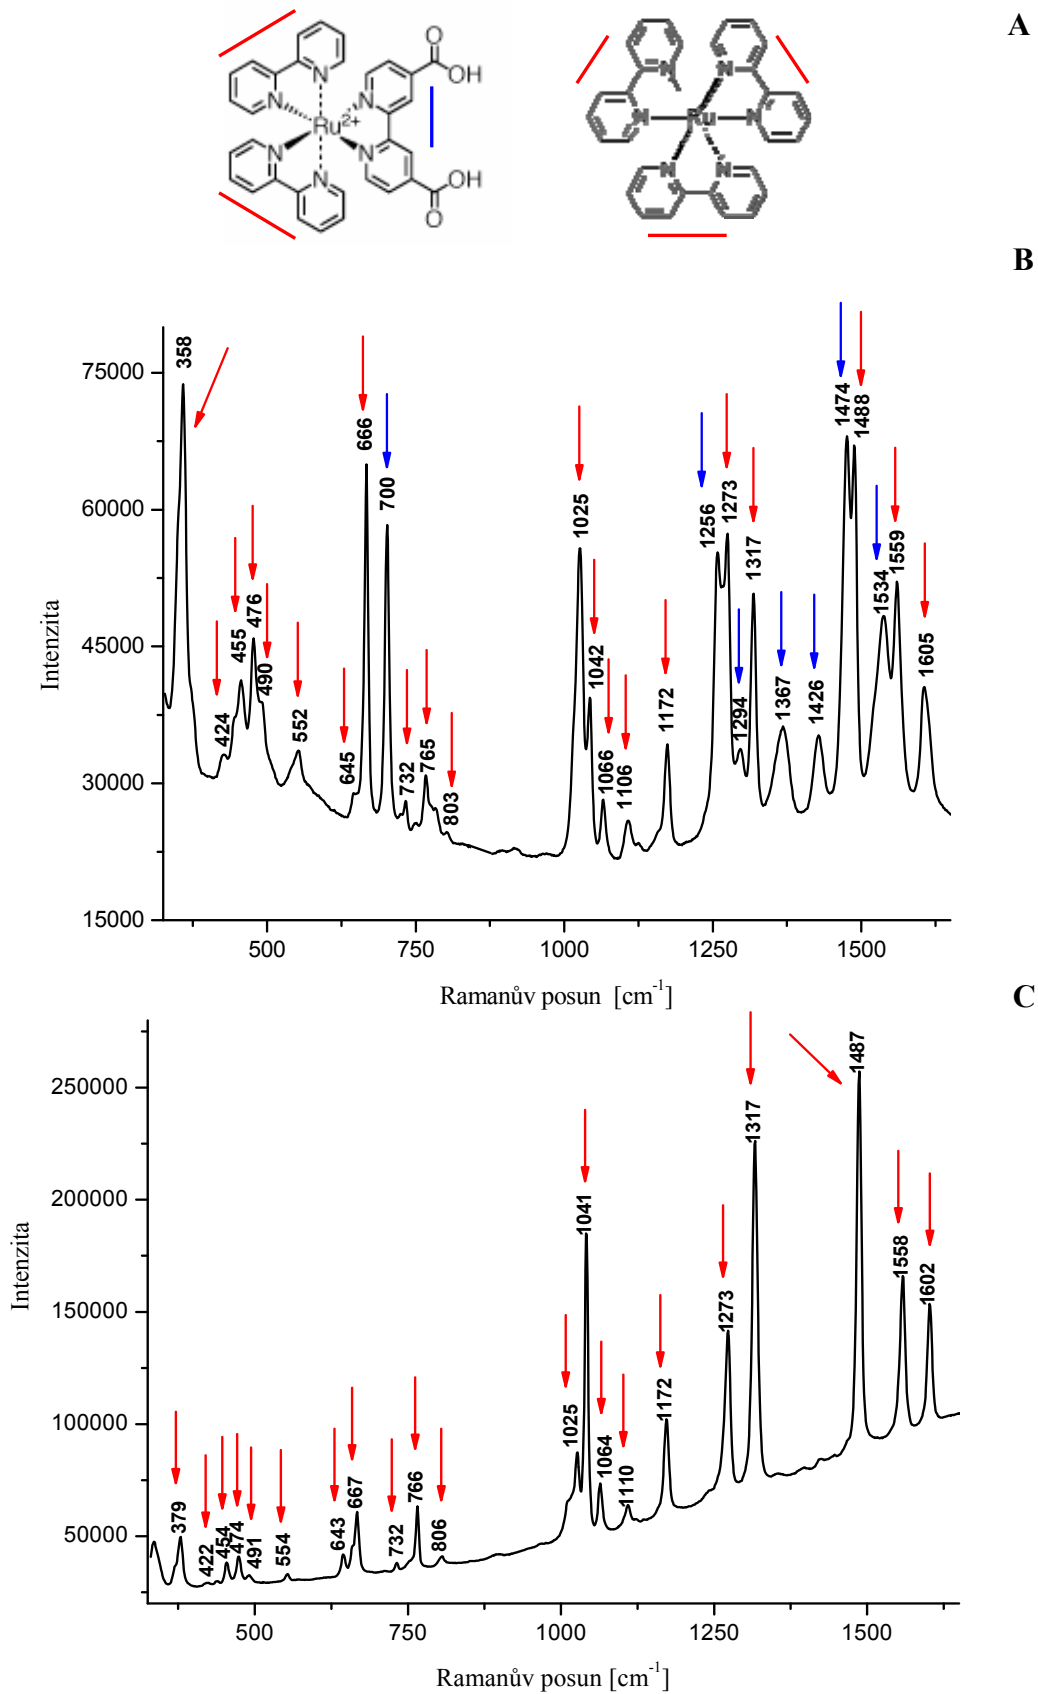 A
O
OH
N
N
N
N
Ru2+
N
N
OH
O
N
N
N
Ru
N
N
N
B
75000
60000
45000
30000
15000
Intenzita
358
424
455
476
490
552
645
666
700
732
765
803
1025
1042
1066
1106
1172
1256
1273
1294
1317
1367
1426
1474
1488
1534
1559
1605
500
750
1000
1250
1500
Ramanův posun [cm-1]
C
250000
200000
150000
100000
50000
Intenzita
379
422
454
474
491
554
643
667
732
766
806
1025
1041
1064
1110
1172
1273
1317
1487
1558
1602
500
750
1000
1250
1500
Ramanův posun [cm-1]